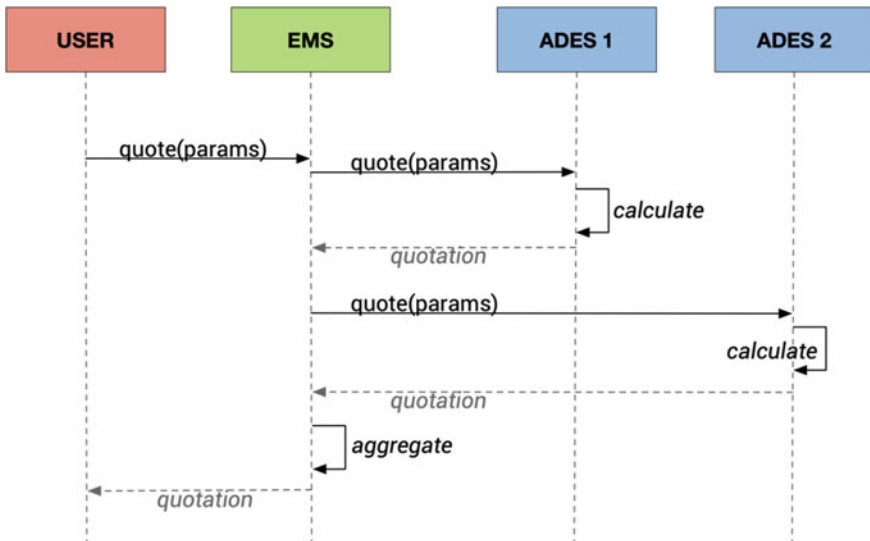 USER EMS ADES 1 ADES 2
quote(params)
quote(params)
calculate
quotation
quote(params)
calculate
quotation
aggregate
quotation